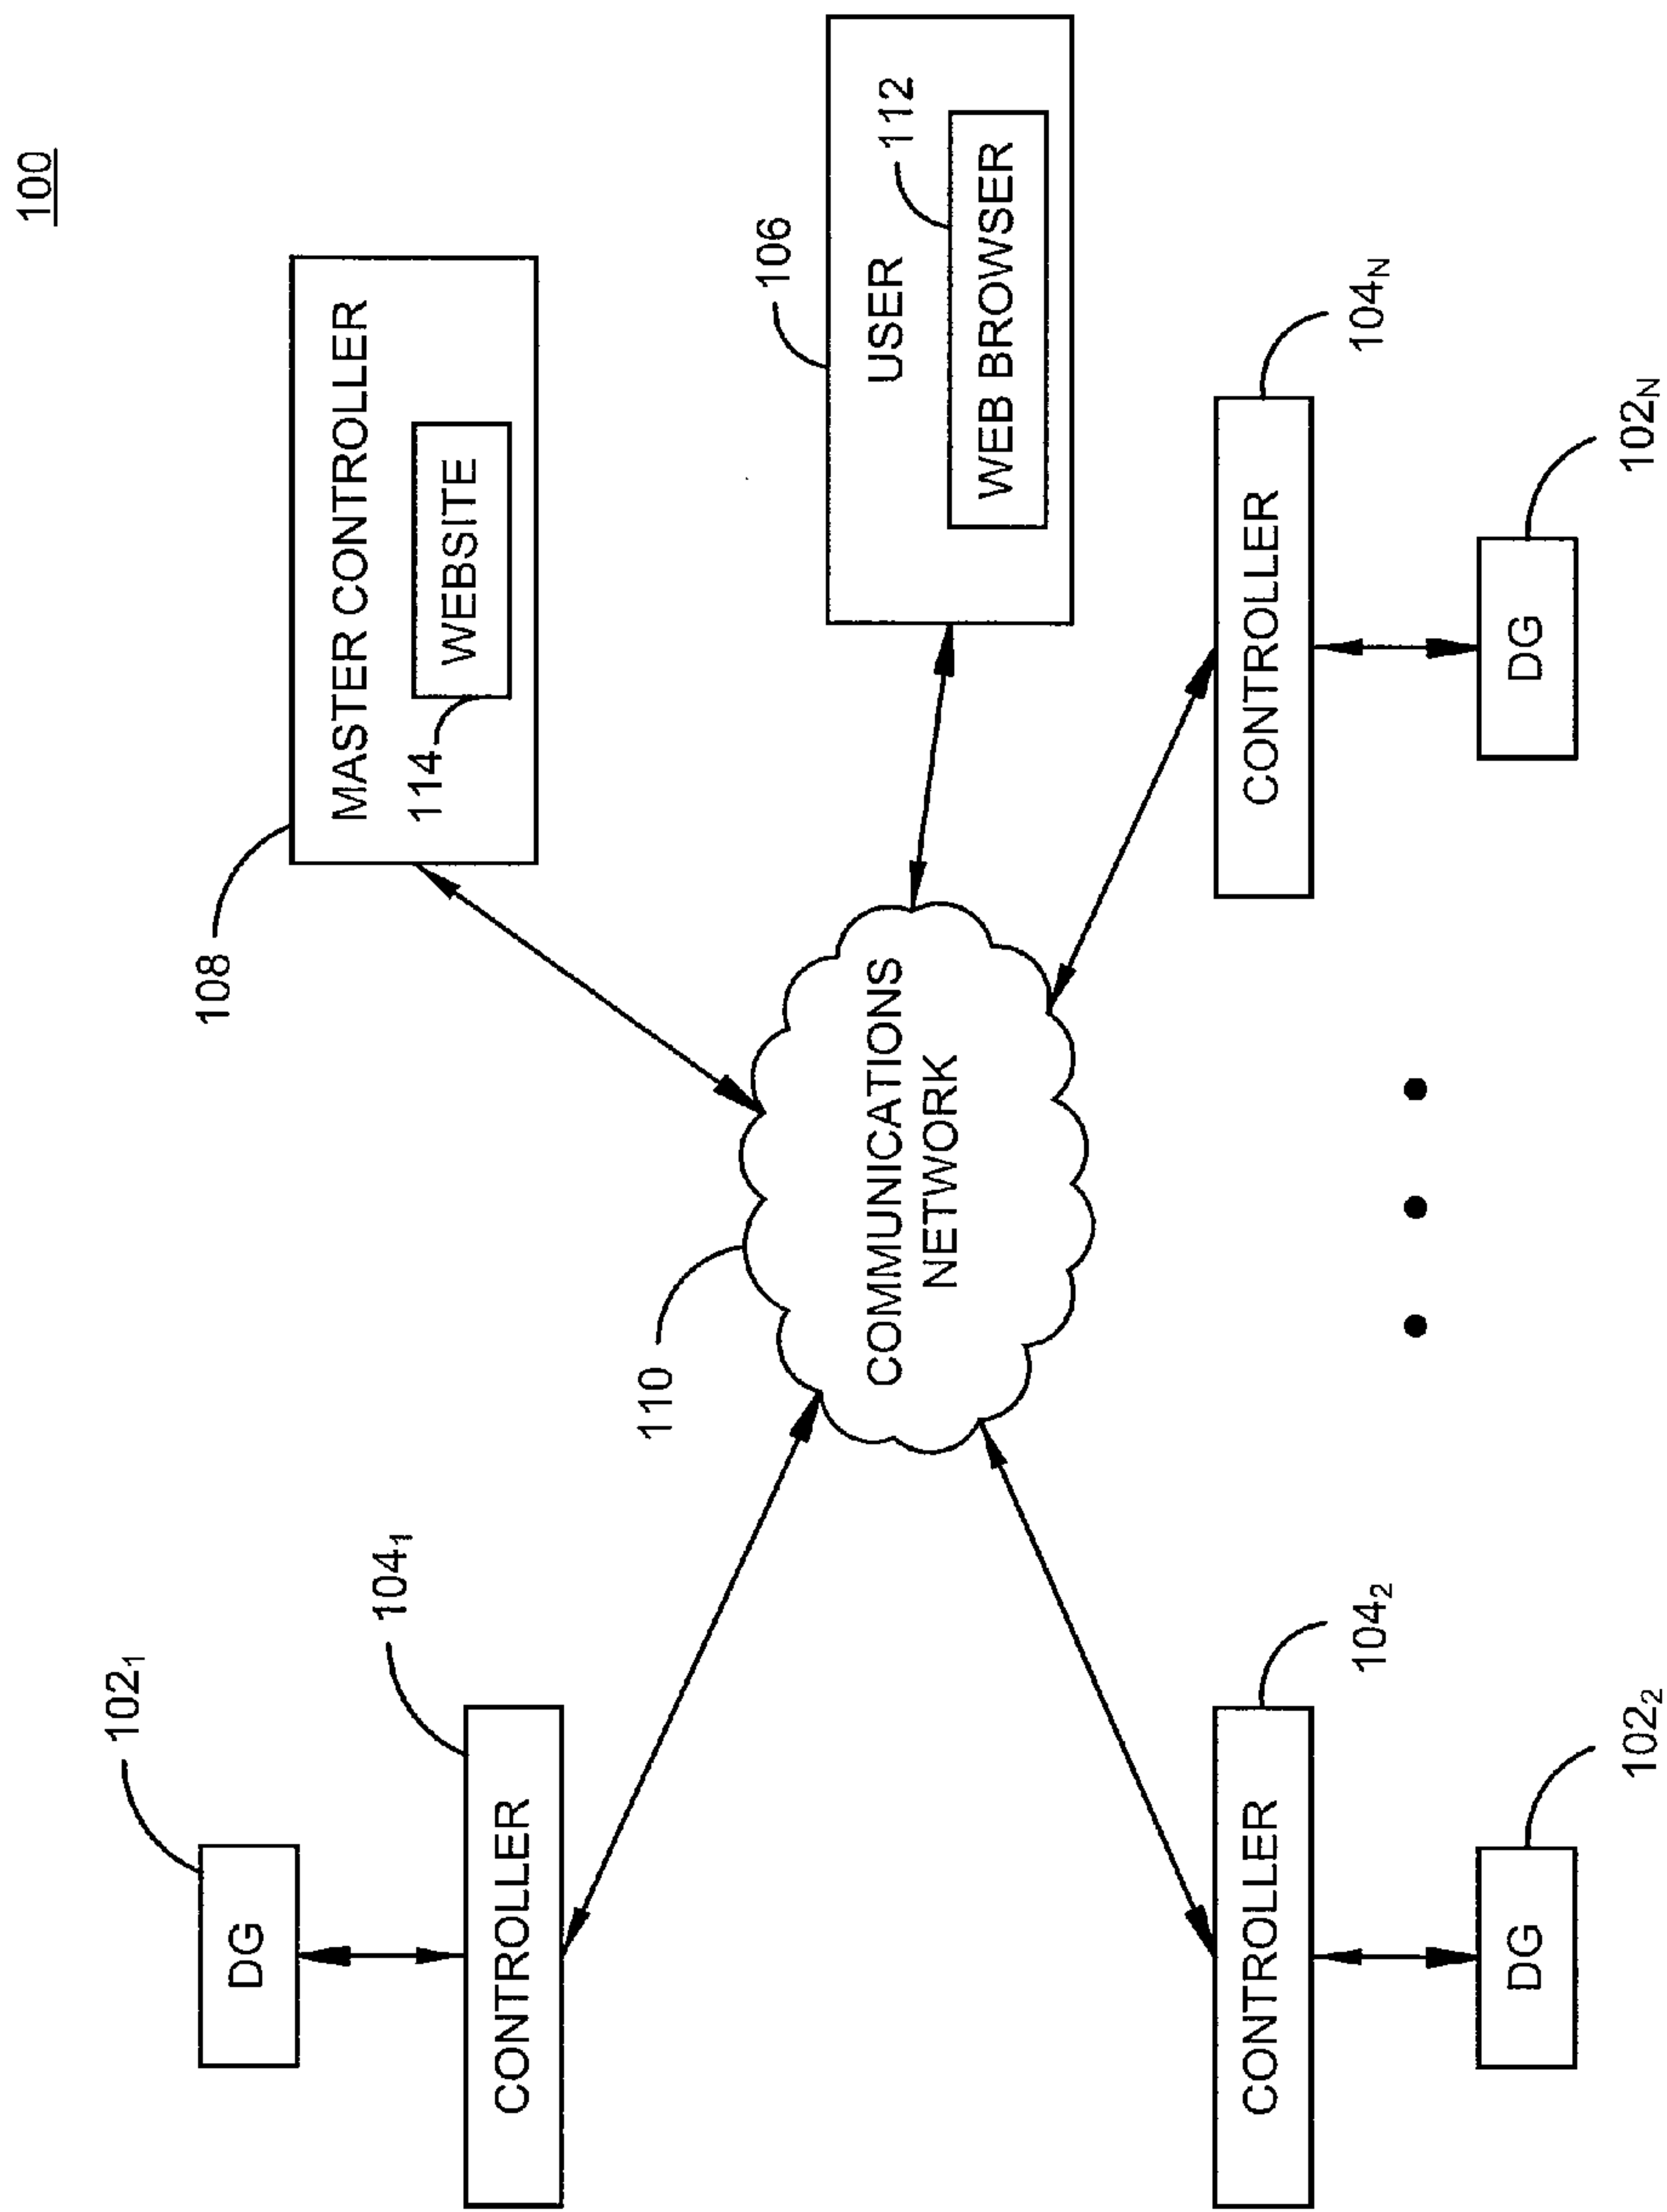 100
102₁
DG
104₁
CONTROLLER
108
MASTER CONTROLLER
114
WEBSITE
110
COMMUNICATIONS
NETWORK
106
USER
112
WEB BROWSER
104₂
CONTROLLER
102₂
DG
104N
CONTROLLER
102N
DG